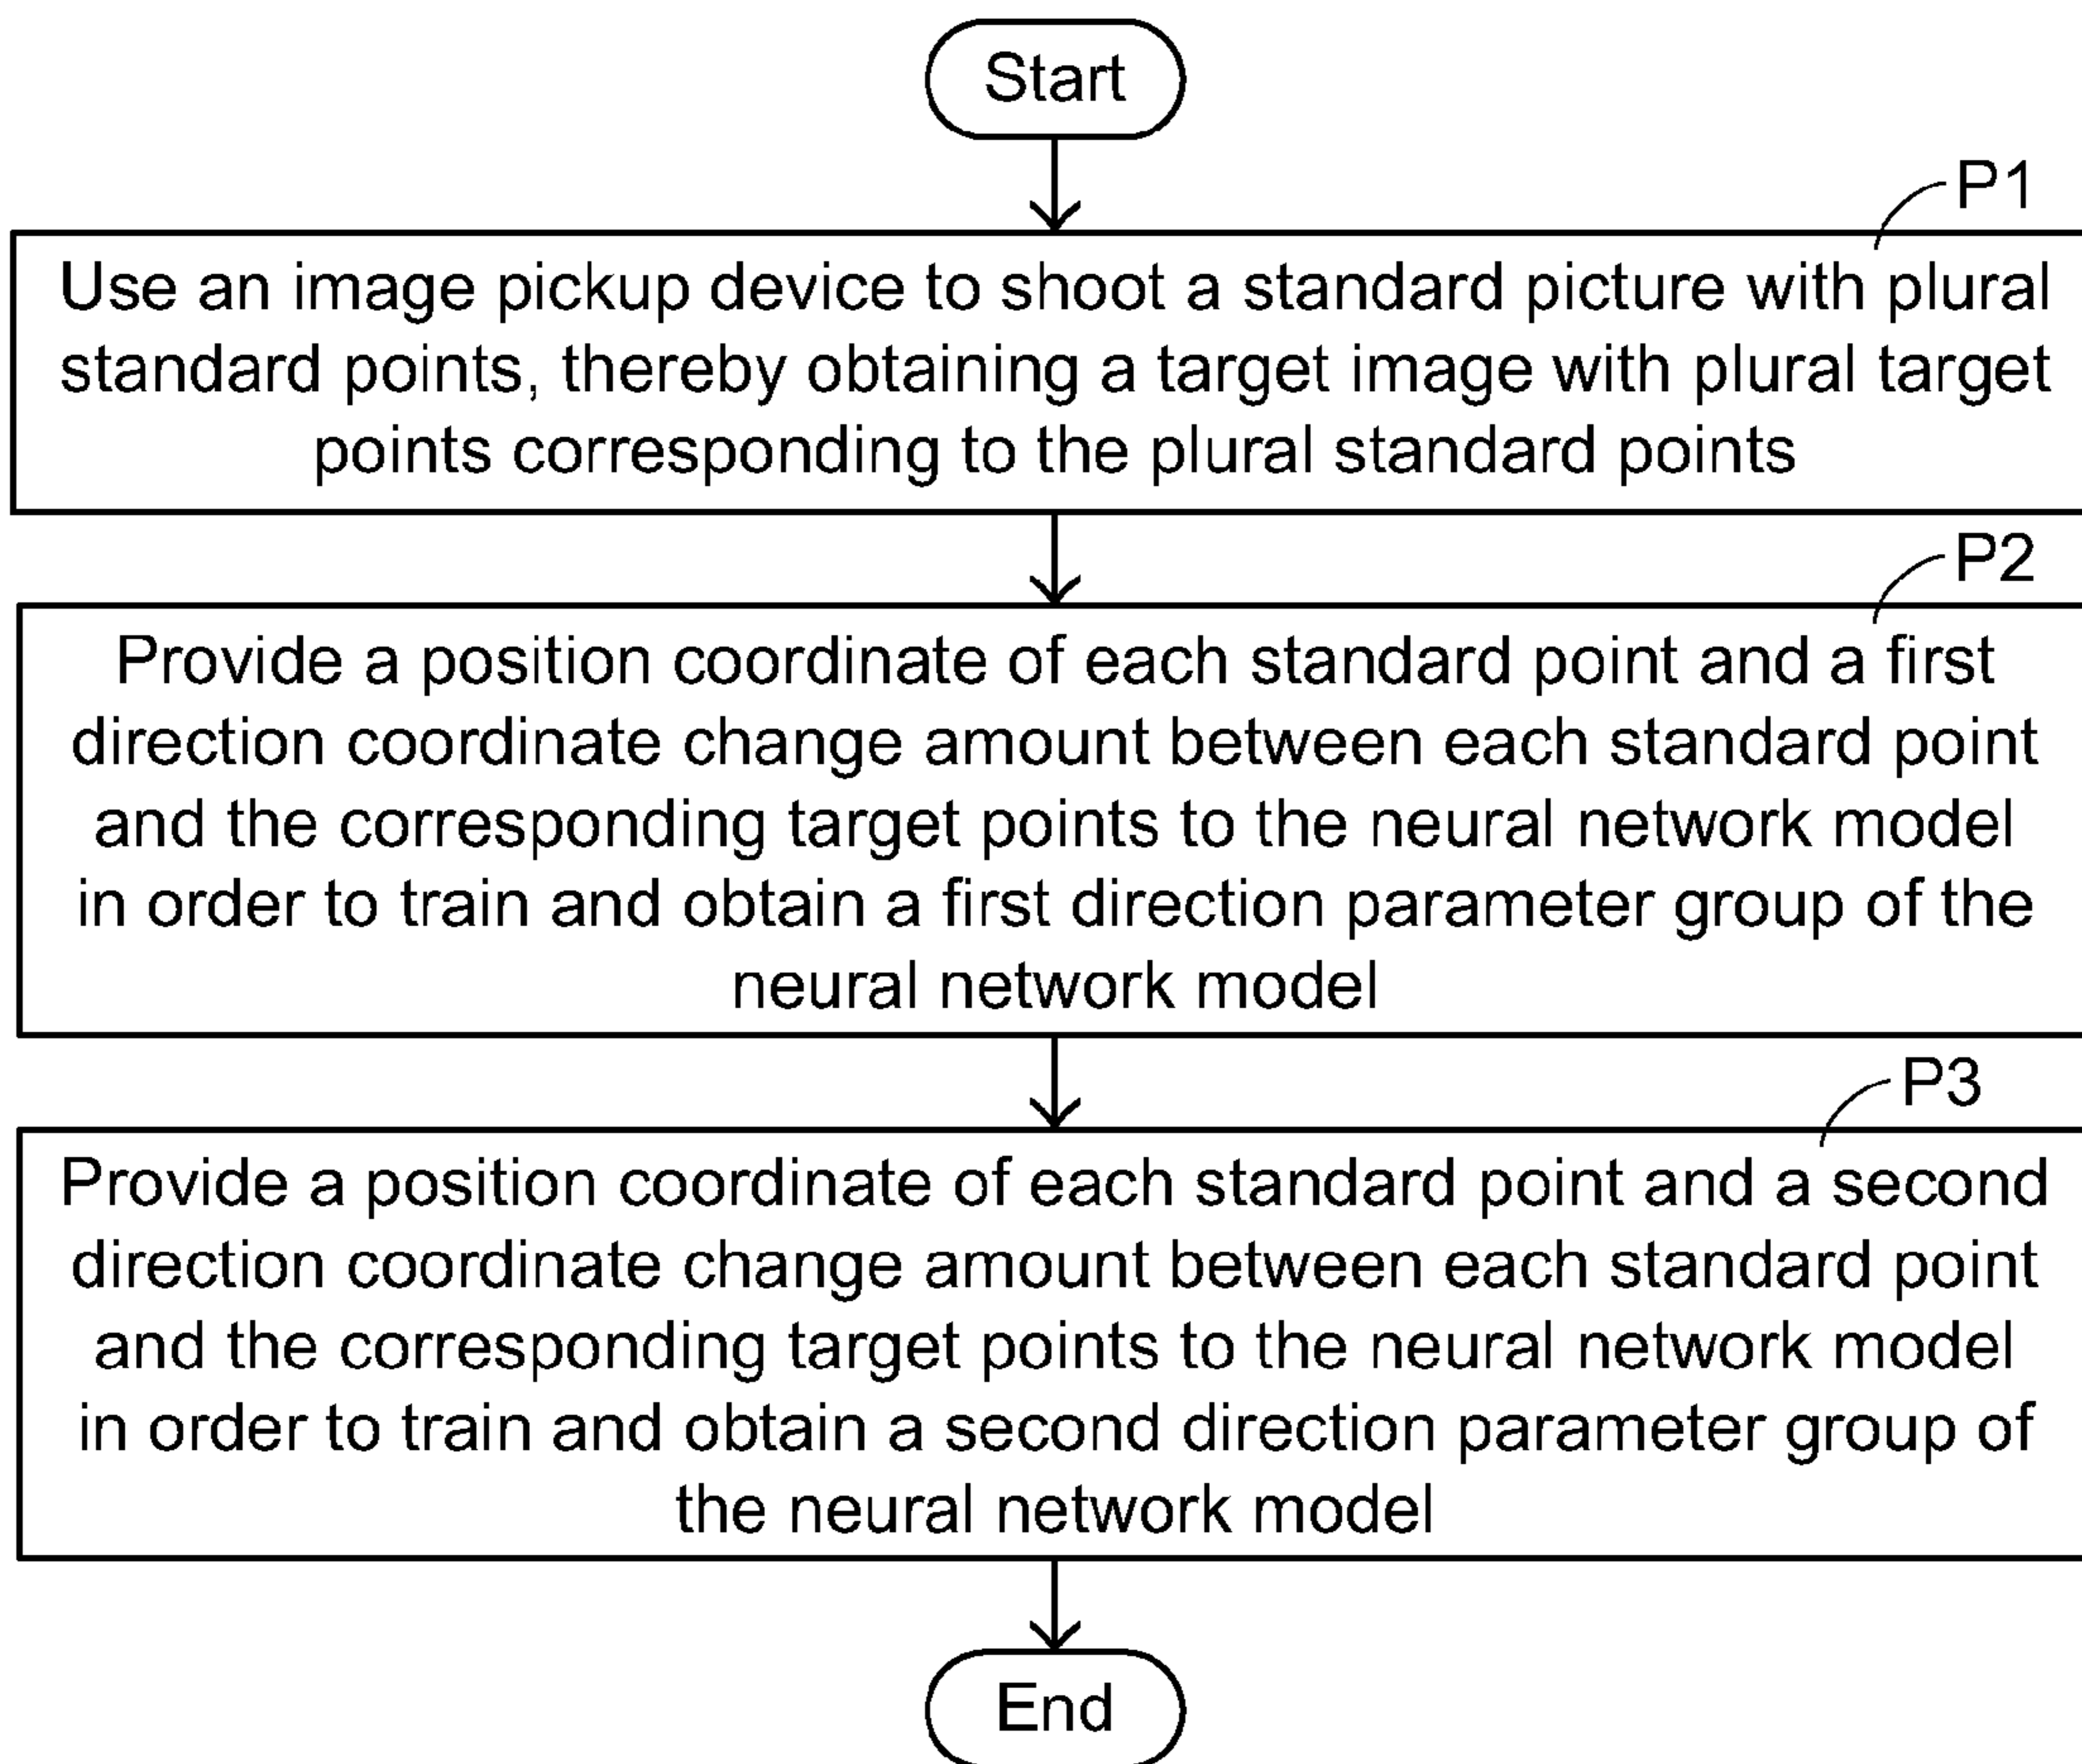 Start
P1
Use an image pickup device to shoot a standard picture with plural
standard points, thereby obtaining a target image with plural target
points corresponding to the plural standard points
P2
Provide a position coordinate of each standard point and a first
direction coordinate change amount between each standard point
and the corresponding target points to the neural network model
in order to train and obtain a first direction parameter group of the
neural network model
P3
Provide a position coordinate of each standard point and a second
direction coordinate change amount between each standard point
and the corresponding target points to the neural network model
in order to train and obtain a second direction parameter group of
the neural network model
End